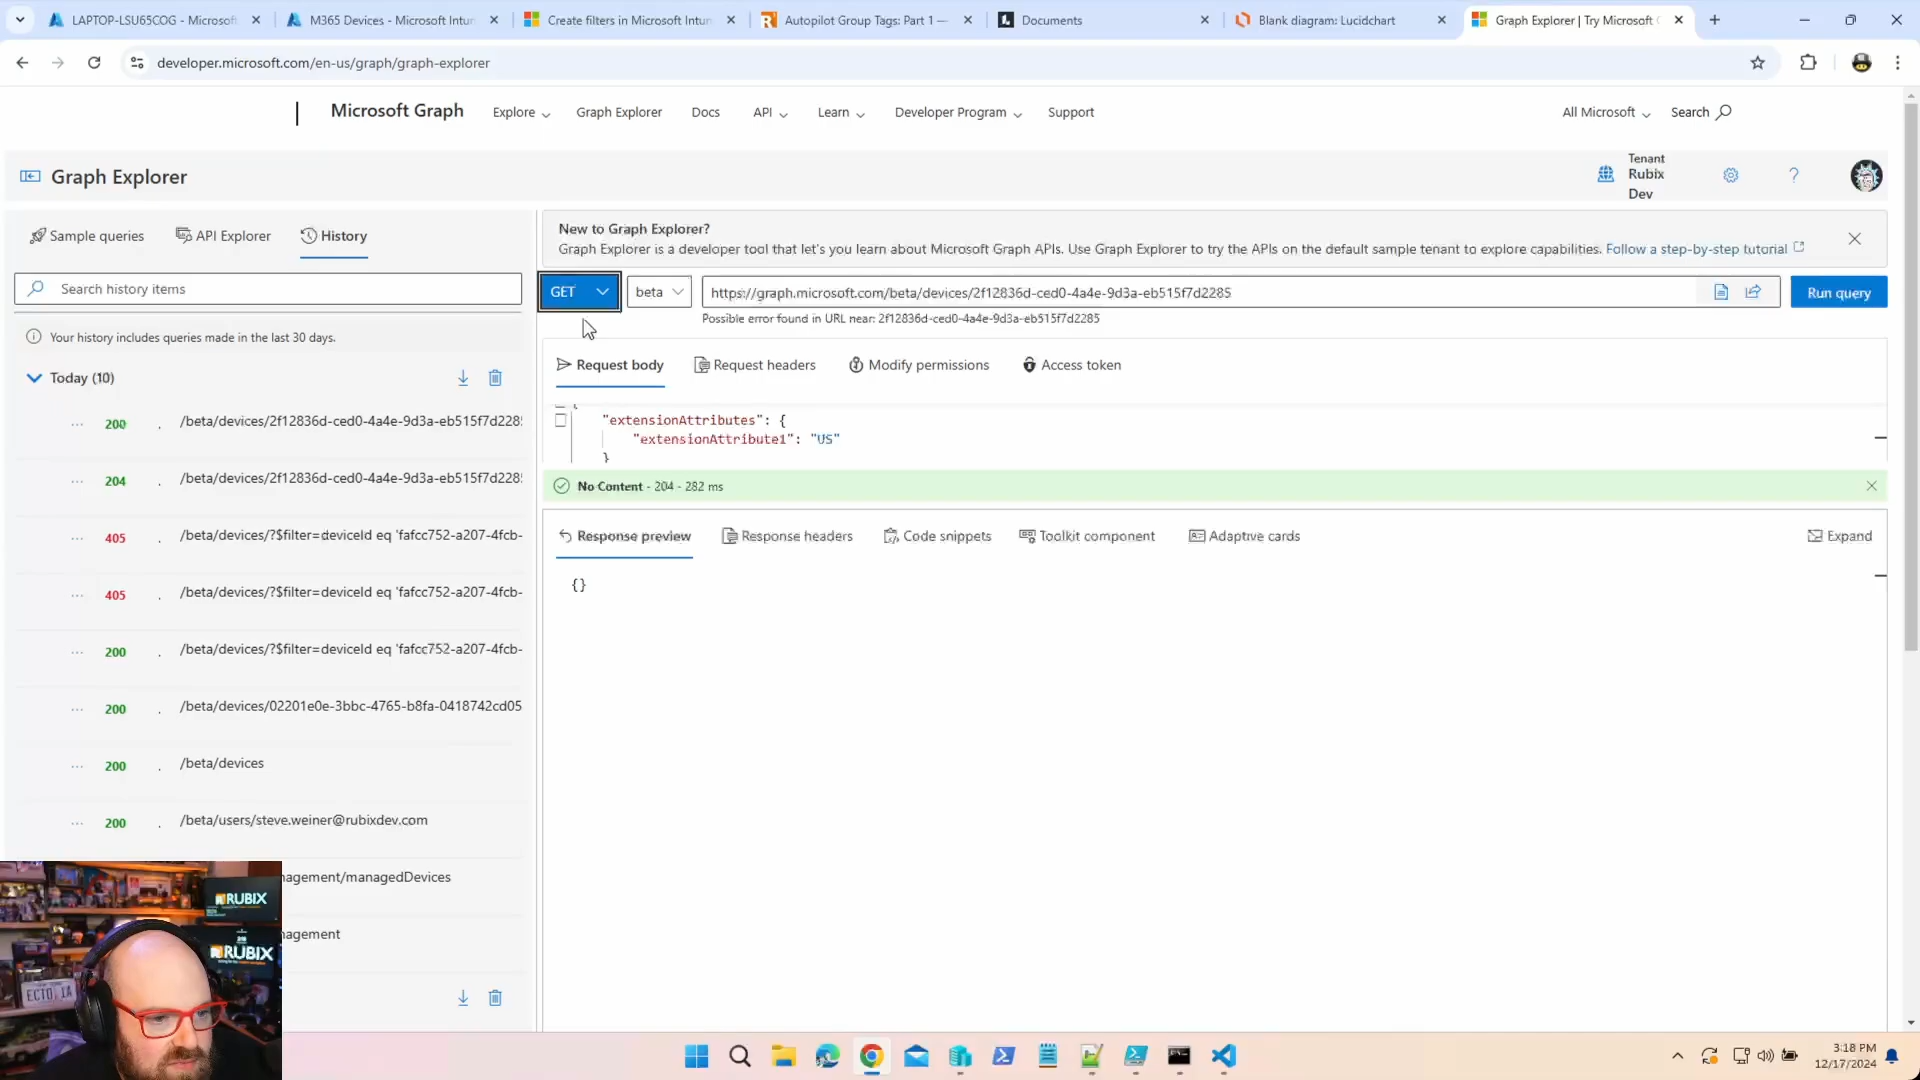 LAPTOP-LSU65COG - Microsof
M365 Devices - Microsoft Intun
Create filters in Microsoft Intun
Autopilot Group Tags: Part 1 —
Documents
Blank diagram: Lucidchart
Graph Explorer | Try Microsoft
developer.microsoft.com/en-us/graph/graph-explorer
Microsoft Graph
Explore
Graph Explorer
Docs
API
Learn
Developer Program
Support
All Microsoft
Search
Graph Explorer
Tenant
Rubix
Dev
Sample queries
API Explorer
History
Search history items
Your history includes queries made in the last 30 days.
Today (10)
200 . /beta/devices/2f12836d-ced0-4a4e-9d3a-eb515f7d228
204 . /beta/devices/2f12836d-ced0-4a4e-9d3a-eb515f7d228
405 . /beta/devices/?$filter=deviceId eq 'fafcc752-a207-4fcb-
405 . /beta/devices/?$filter=deviceId eq 'fafcc752-a207-4fcb-
200 . /beta/devices/?$filter=deviceId eq 'fafcc752-a207-4fcb-
200 . /beta/devices/02201e0e-3bbc-4765-b8fa-0418742cd05
200 . /beta/devices
200 . /beta/users/steve.weiner@rubixdev.com
nagement/managedDevices
nagement
New to Graph Explorer?
Graph Explorer is a developer tool that let's you learn about Microsoft Graph APIs. Use Graph Explorer to try the APIs on the default sample tenant to explore capabilities. Follow a step-by-step tutorial
GET
beta
https://graph.microsoft.com/beta/devices/2f12836d-ced0-4a4e-9d3a-eb515f7d2285
Run query
Possible error found in URL near: 2f12836d-ced0-4a4e-9d3a-eb515f7d2285
Request body
Request headers
Modify permissions
Access token
"extensionAttributes": {
"extensionAttribute1": "US"
}
No Content - 204 - 282 ms
Response preview
Response headers
Code snippets
Toolkit component
Adaptive cards
Expand
{}
RUBIX
RUBIX
ECTO-1A
3:18 PM
12/17/2024